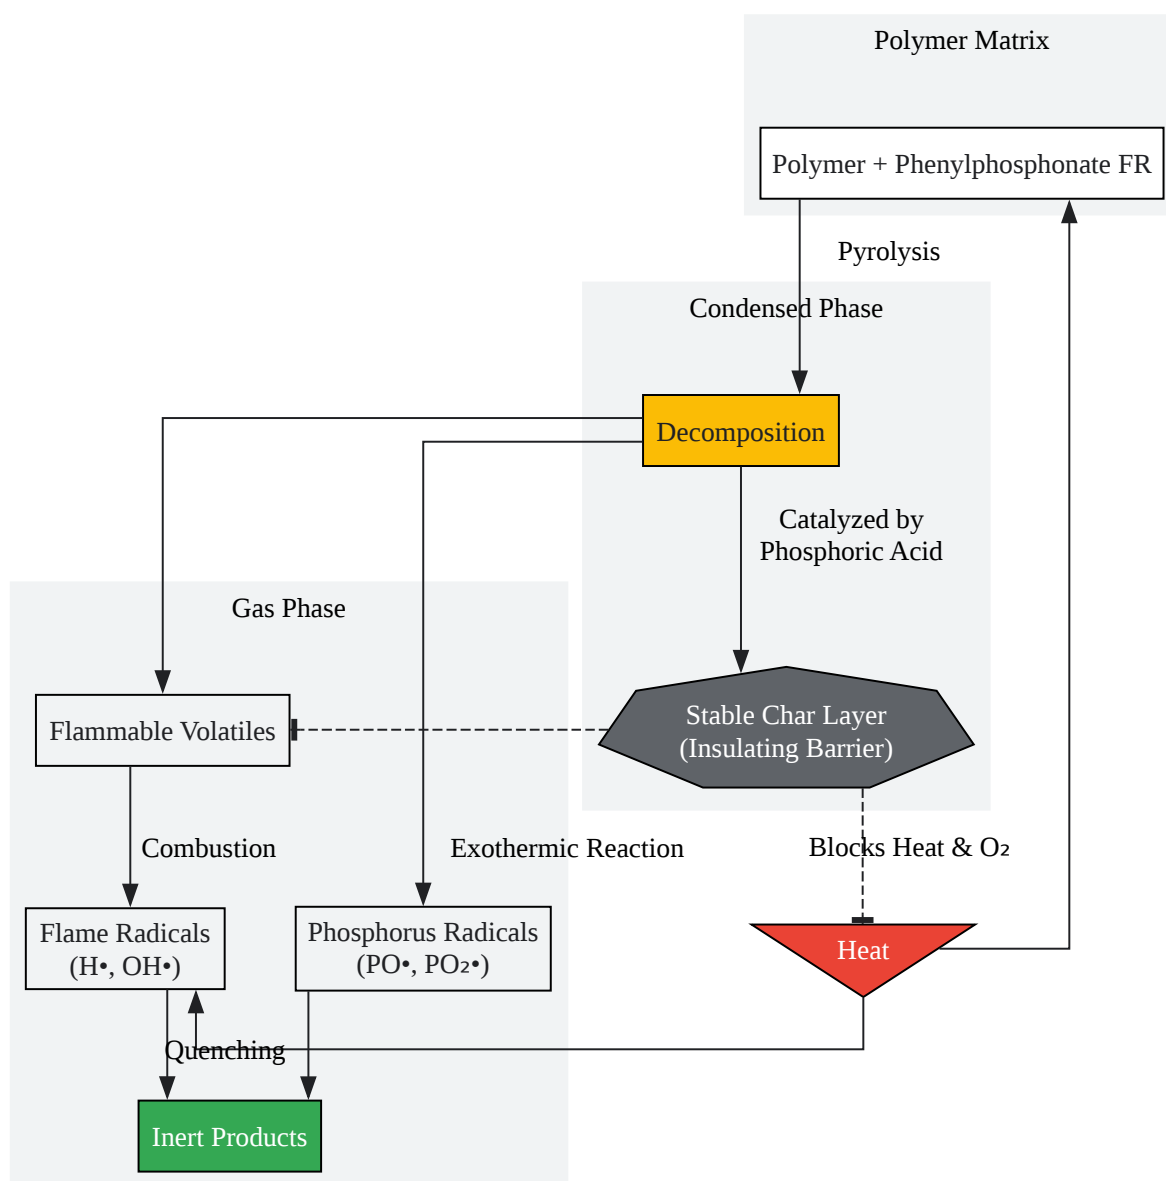 Polymer Matrix
Polymer + Phenylphosphonate FR
Pyrolysis
Condensed Phase
Decomposition
Catalyzed by
Phosphoric Acid
Gas Phase
Stable Char Layer
(Insulating Barrier)
Flammable Volatiles
Combustion
Exothermic Reaction
Blocks Heat & O₂
Flame Radicals
(H•, OH•)
Phosphorus Radicals
(PO•, PO₂•)
Heat
Quenching
Inert Products